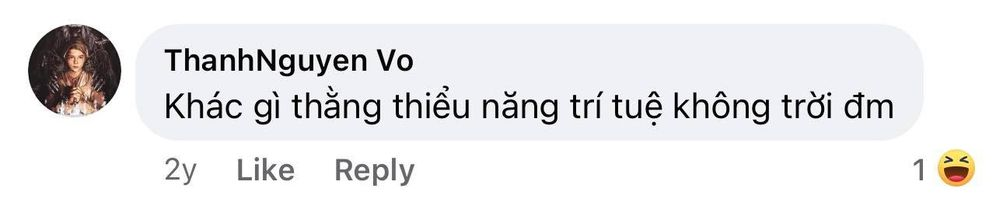 ThanhNguyen Vo
Khác gì thằng thiểu năng trí tuệ không trời đm
2y Like Reply 1